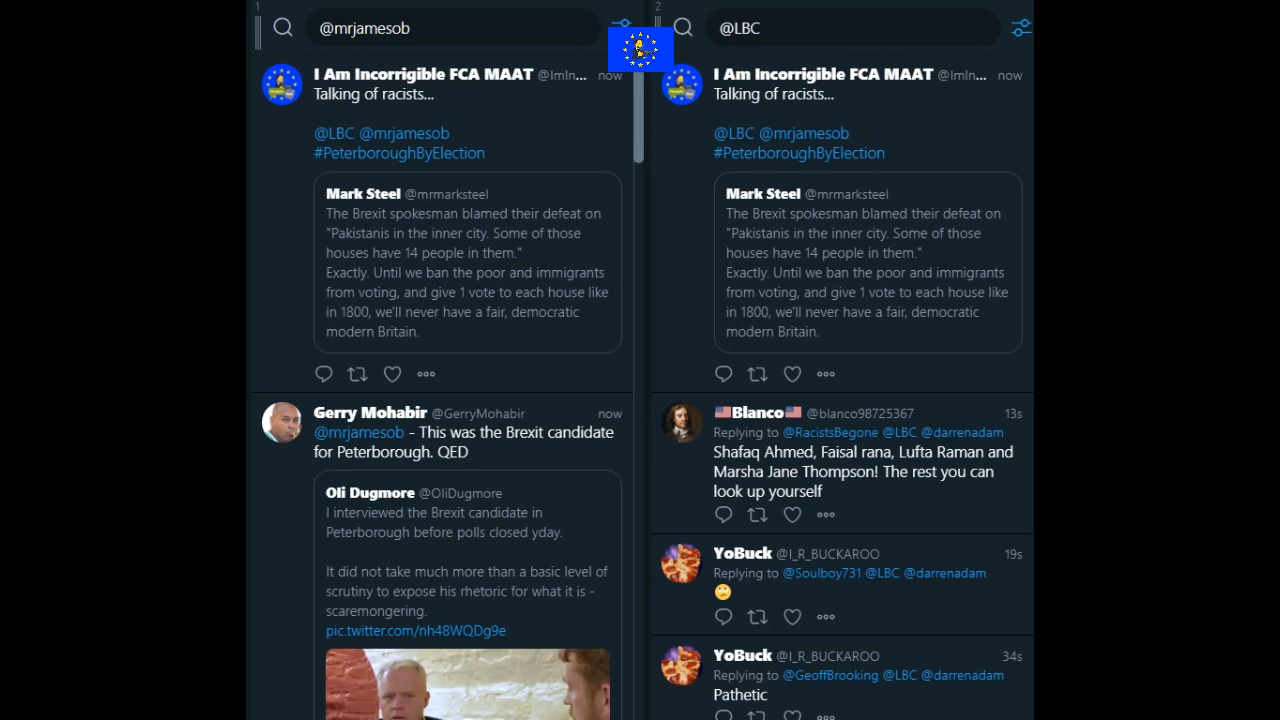 1
@mrjamesob
I Am Incorrigible FCA MAAT @ImIn... now
Talking of racists...
@LBC @mrjamesob
#PeterboroughByElection
Mark Steel @mrmarksteel
The Brexit spokesman blamed their defeat on
"Pakistanis in the inner city. Some of those
houses have 14 people in them."
Exactly. Until we ban the poor and immigrants
from voting, and give 1 vote to each house like
in 1800, we'll never have a fair, democratic
modern Britain.
Gerry Mohabir @GerryMohabir now
@mrjamesob - This was the Brexit candidate
for Peterborough. QED
Oli Dugmore @OliDugmore
I interviewed the Brexit candidate in
Peterborough before polls closed yday.
It did not take much more than a basic level of
scrutiny to expose his rhetoric for what it is -
scaremongering.
pic.twitter.com/nh48WQDg9e
2
@LBC
I Am Incorrigible FCA MAAT @ImIn... now
Talking of racists...
@LBC @mrjamesob
#PeterboroughByElection
Mark Steel @mrmarksteel
The Brexit spokesman blamed their defeat on
"Pakistanis in the inner city. Some of those
houses have 14 people in them."
Exactly. Until we ban the poor and immigrants
from voting, and give 1 vote to each house like
in 1800, we'll never have a fair, democratic
modern Britain.
🇺🇸Blanco🇺🇸 @blanco98725367 13s
Replying to @RacistsBegone @LBC @darrenadam
Shafaq Ahmed, Faisal rana, Lufta Raman and
Marsha Jane Thompson! The rest you can
look up yourself
YoBuck @I_R_BUCKAROO 19s
Replying to @Soulboy731 @LBC @darrenadam
🙄
YoBuck @I_R_BUCKAROO 34s
Replying to @GeoffBrooking @LBC @darrenadam
Pathetic